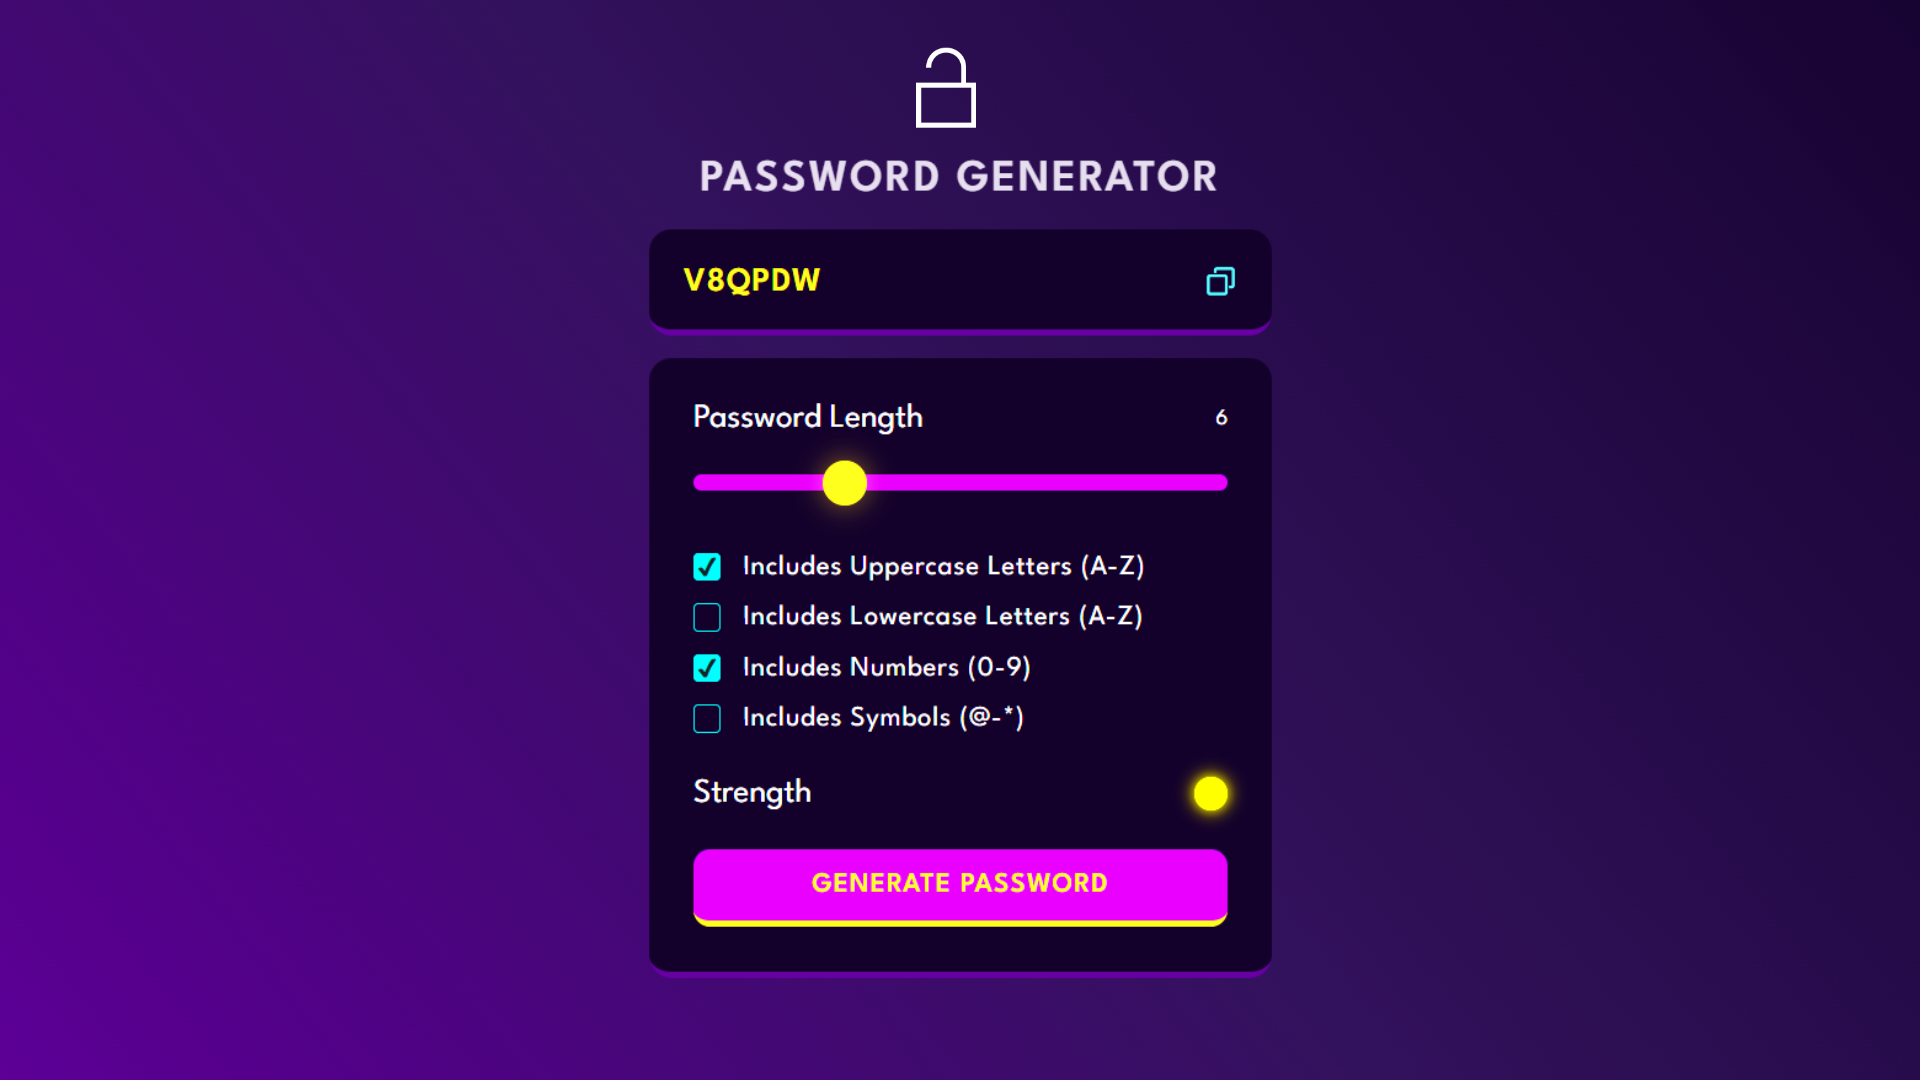 PASSWORD GENERATOR
V8QPDW
Password Length
6
Includes Uppercase Letters (A-Z)
Includes Lowercase Letters (A-Z)
Includes Numbers (0-9)
Includes Symbols (@-*)
Strength
GENERATE PASSWORD